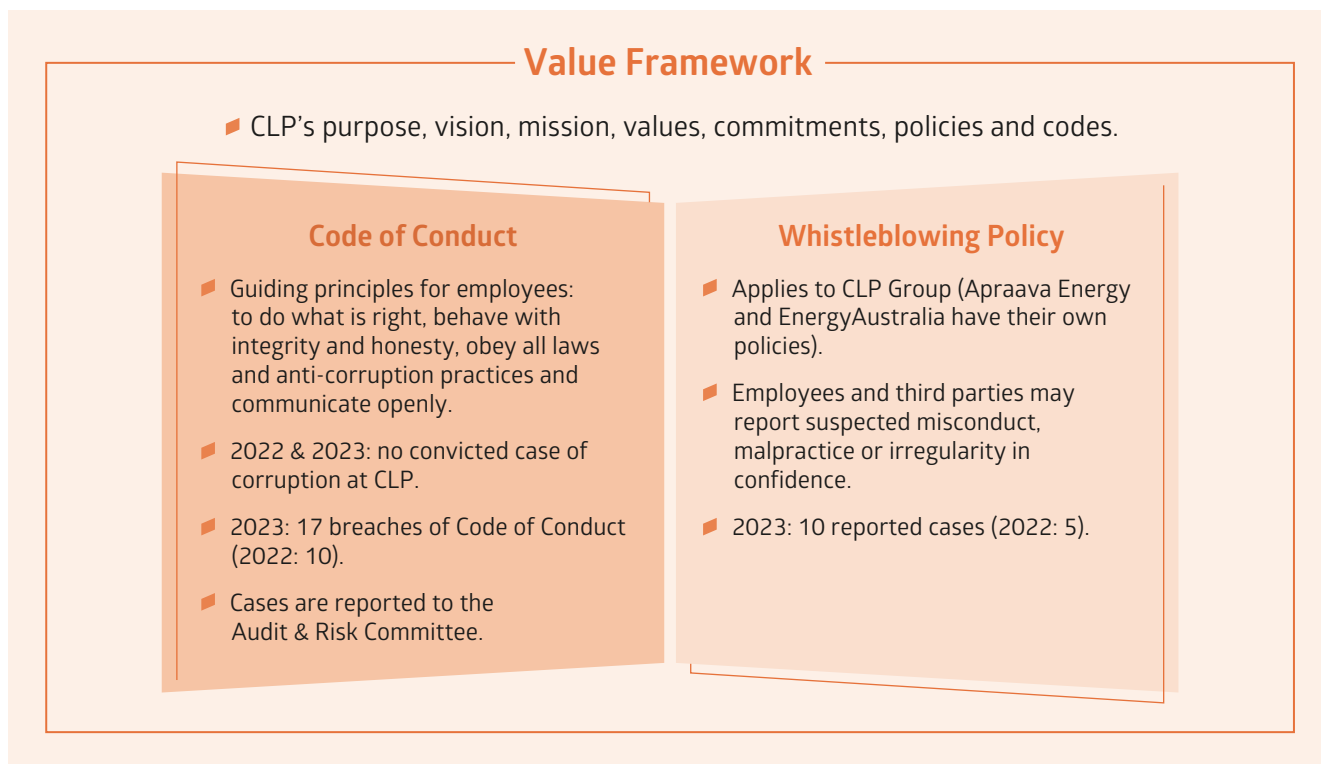 Value Framework
CLP’s purpose, vision, mission, values, commitments, policies and codes.
Code of Conduct
Guiding principles for employees:
to do what is right, behave with
integrity and honesty, obey all laws
and anti-corruption practices and
communicate openly.
2022 & 2023: no convicted case of
corruption at CLP.
2023: 17 breaches of Code of Conduct
(2022: 10).
Cases are reported to the
Audit & Risk Committee.
Whistleblowing Policy
Applies to CLP Group (Apraava Energy
and EnergyAustralia have their own
policies).
Employees and third parties may
report suspected misconduct,
malpractice or irregularity in
confidence.
2023: 10 reported cases (2022: 5).